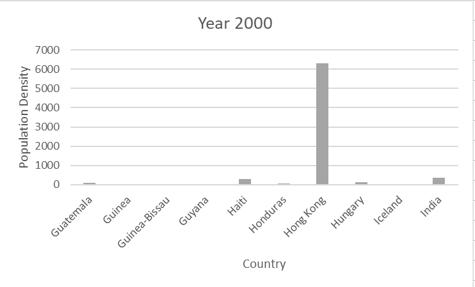 Year 2000
Population Density
7000
6000
5000
4000
3000
2000
1000
0
Guatemala
Guinea
Guinea-Bissau
Guyana
Haiti
Honduras
Hong Kong
Hungary
Iceland
India
Country